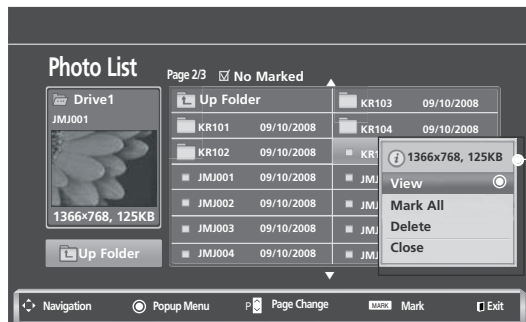 Photo List
Page 2/3 No Marked
Drive1
JMJ001
1366x768, 125KB
Up Folder
Up Folder
KR101 09/10/2008
KR102 09/10/2008
JMJ001 09/10/2008
JMJ002 09/10/2008
JMJ003 09/10/2008
JMJ004 09/10/2008
KR103 09/10/2008
KR104 09/10/2008
1366x768, 125KB
View
Mark All
Delete
Close
Navigation Popup Menu P Page Change MARK Mark Exit